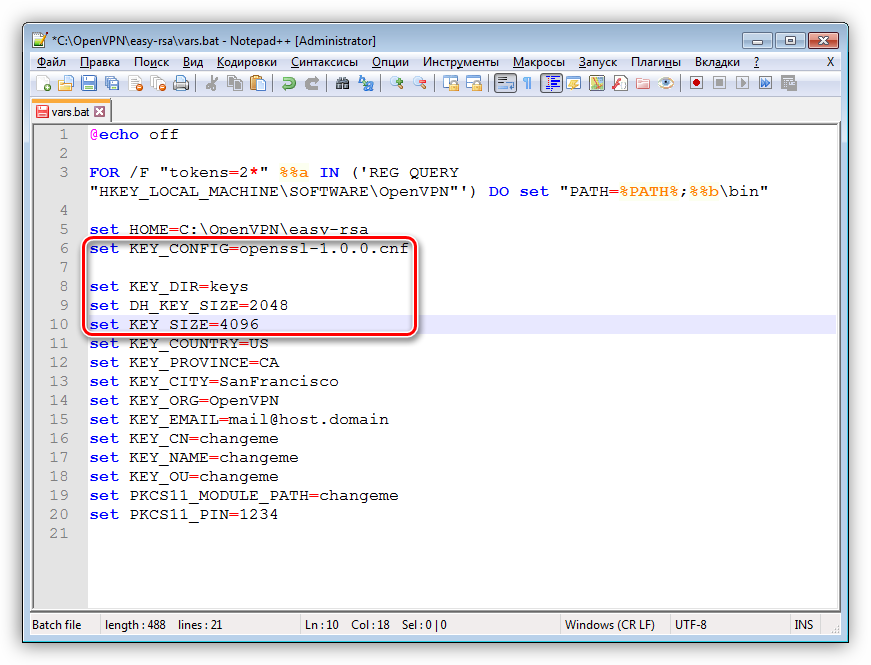 *C:\OpenVPN\easy-rsa\vars.bat - Notepad++ [Administrator]
Файл Правка Поиск Вид Кодировки Синтаксисы Опции Инструменты Макросы Запуск Плагины Вкладки ? X
vars.bat
1 @echo off
2
3 FOR /F "tokens=2*" %%a IN ('REG QUERY
"HKEY_LOCAL_MACHINE\SOFTWARE\OpenVPN"') DO set "PATH=%PATH%;%%b\bin"
4
5 set HOME=C:\OpenVPN\easy-rsa
6 set KEY_CONFIG=openssl-1.0.0.cnf
7
8 set KEY_DIR=keys
9 set DH_KEY_SIZE=2048
10 set KEY_SIZE=4096
11 set KEY_COUNTRY=US
12 set KEY_PROVINCE=CA
13 set KEY_CITY=SanFrancisco
14 set KEY_ORG=OpenVPN
15 set KEY_EMAIL=mail@host.domain
16 set KEY_CN=changeme
17 set KEY_NAME=changeme
18 set KEY_OU=changeme
19 set PKCS11_MODULE_PATH=changeme
20 set PKCS11_PIN=1234
21
Batch file length : 488 lines : 21 Ln : 10 Col : 18 Sel : 0 | 0 Windows (CR LF) UTF-8 INS